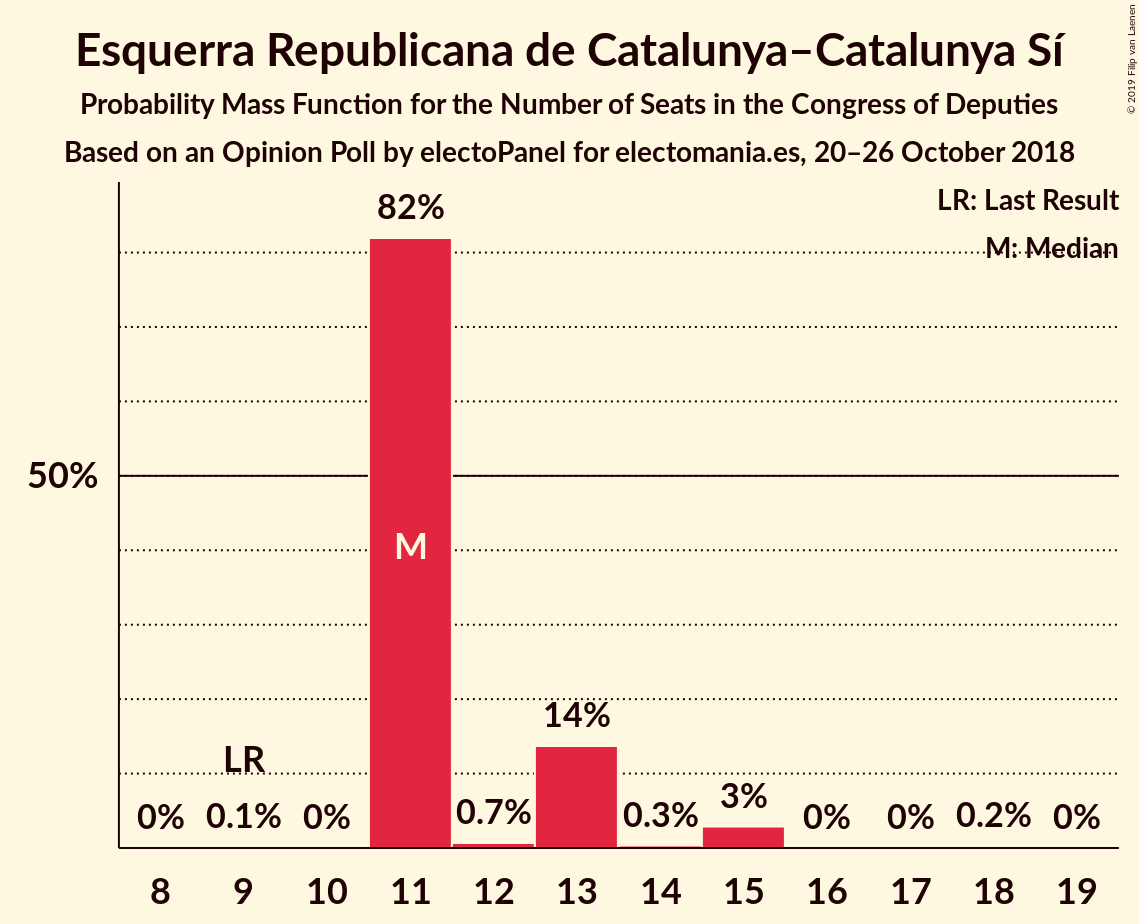 Esquerra Republicana de Catalunya–Catalunya Sí
Probability Mass Function for the Number of Seats in the Congress of Deputies
Based on an Opinion Poll by electoPanel for electomania.es, 20–26 October 2018
© 2019 Filip van Laenen
LR: Last Result
M: Median
82%
50%
M
14%
LR
0% 0.1% 0% 0.7% 0.3% 3% 0% 0% 0.2% 0%
8 9 10 11 12 13 14 15 16 17 18 19